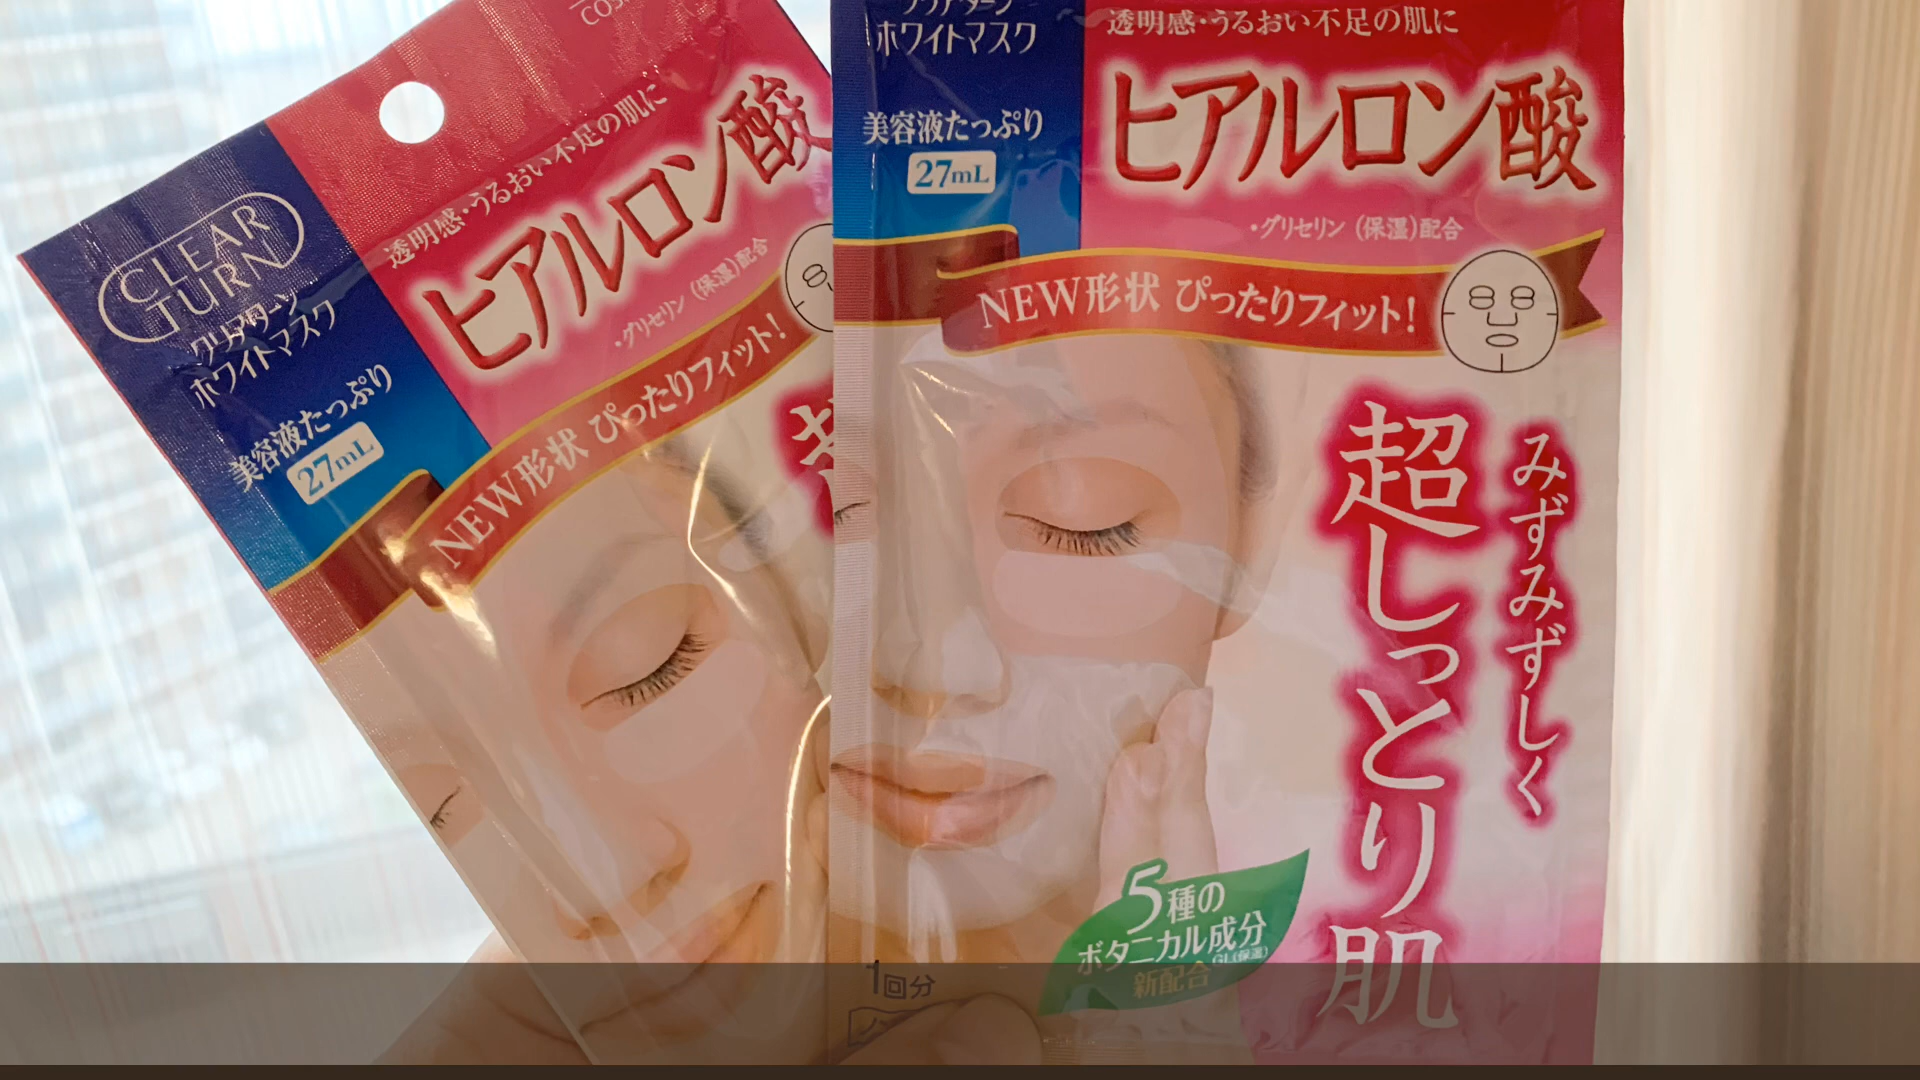 CLEAR
TURN
クリアターン
ホワイトマスク
美容液たっぷり
27mL
透明感・うるおい不足の肌に
ヒアルロン酸
・グリセリン(保湿)配合
NEW形状 ぴったりフィット!
ホワイトマスク
美容液たっぷり
27mL
透明感・うるおい不足の肌に
ヒアルロン酸
・グリセリン(保湿)配合
NEW形状 ぴったりフィット!
みずみずしく
超しっとり肌
5種の
ボタニカル成分
GL(保湿)
新配合
1回分